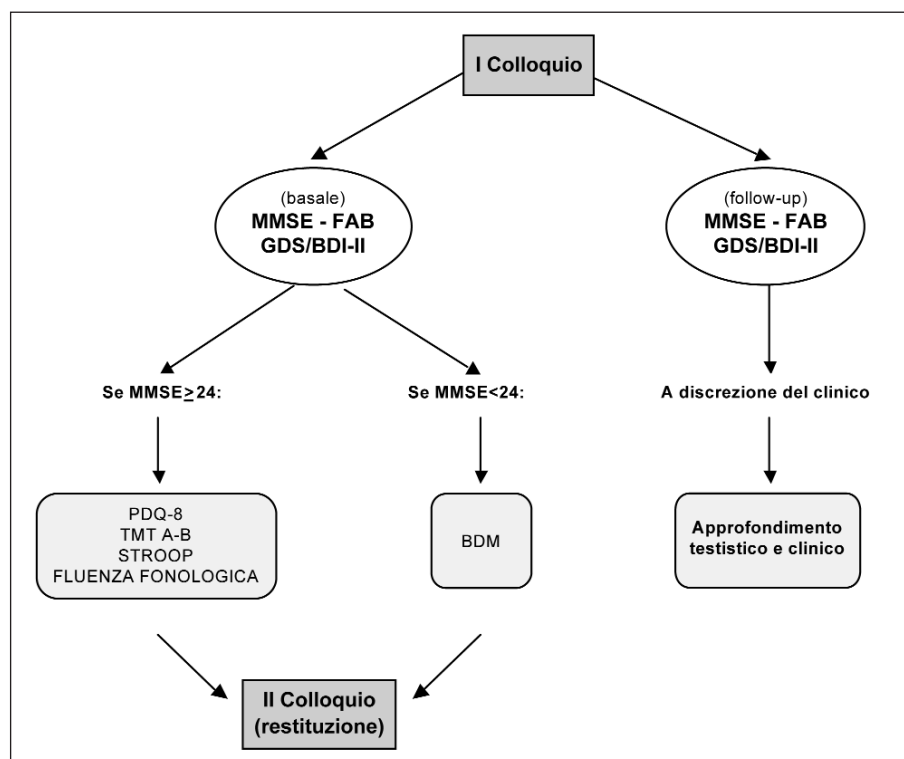 I Colloquio
(basale)
MMSE - FAB
GDS/BDI-II
(follow-up)
MMSE - FAB
GDS/BDI-II
Se MMSE≥24:
Se MMSE<24:
A discrezione del clinico
PDQ-8
TMT A-B
STROOP
FLUENZA FONOLOGICA
BDM
Approfondimento
testistico e clinico
II Colloquio
(restituzione)